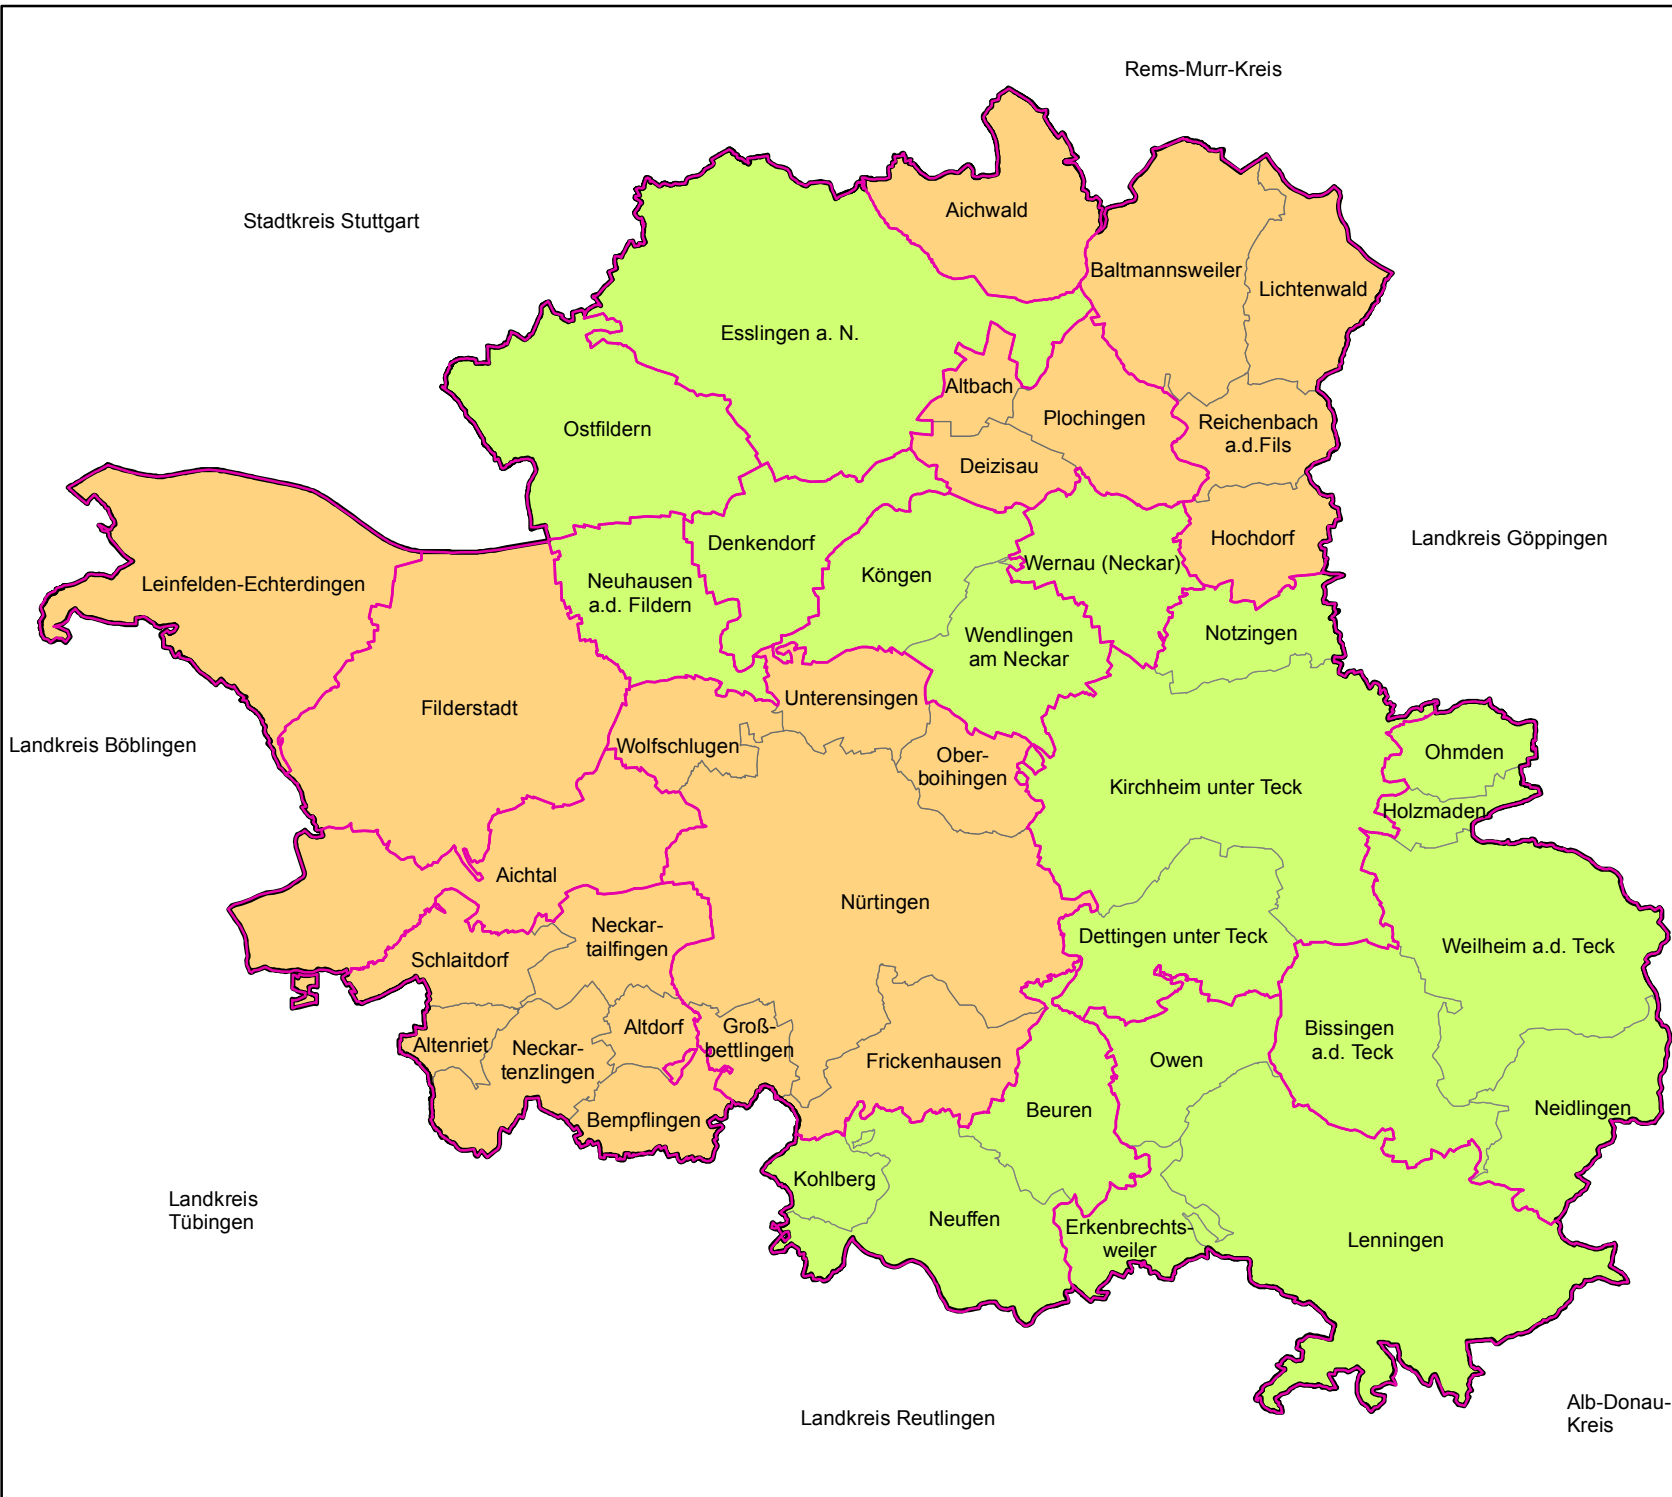 Rems-Murr-Kreis
Stadtkreis Stuttgart
Aichwald
Baltmannsweiler
Lichtenwald
Esslingen a. N.
Altbach
Plochingen
Reichenbach
a.d.Fils
Ostfildern
Deizisau
Hochdorf
Landkreis Göppingen
Denkendorf
Köngen
Wernau (Neckar)
Leinfelden-Echterdingen
Neuhausen
a.d. Fildern
Wendlingen
am Neckar
Notzingen
Filderstadt
Unterensingen
Landkreis Böblingen
Wolfschlugen
Ober-
boihingen
Kirchheim unter Teck
Ohmden
Holzmaden
Aichtal
Nürtingen
Neckar-
tailfingen
Schlaitdorf
Dettingen unter Teck
Weilheim a.d. Teck
Altenriet
Neckar-
tenzlingen
Altdorf
Groß-
bettlingen
Frickenhausen
Owen
Bissingen
a.d. Teck
Bempflingen
Beuren
Neidlingen
Landkreis
Tübingen
Kohlberg
Neuffen
Erkenbrechts-
weiler
Lenningen
Landkreis Reutlingen
Alb-Donau-
Kreis